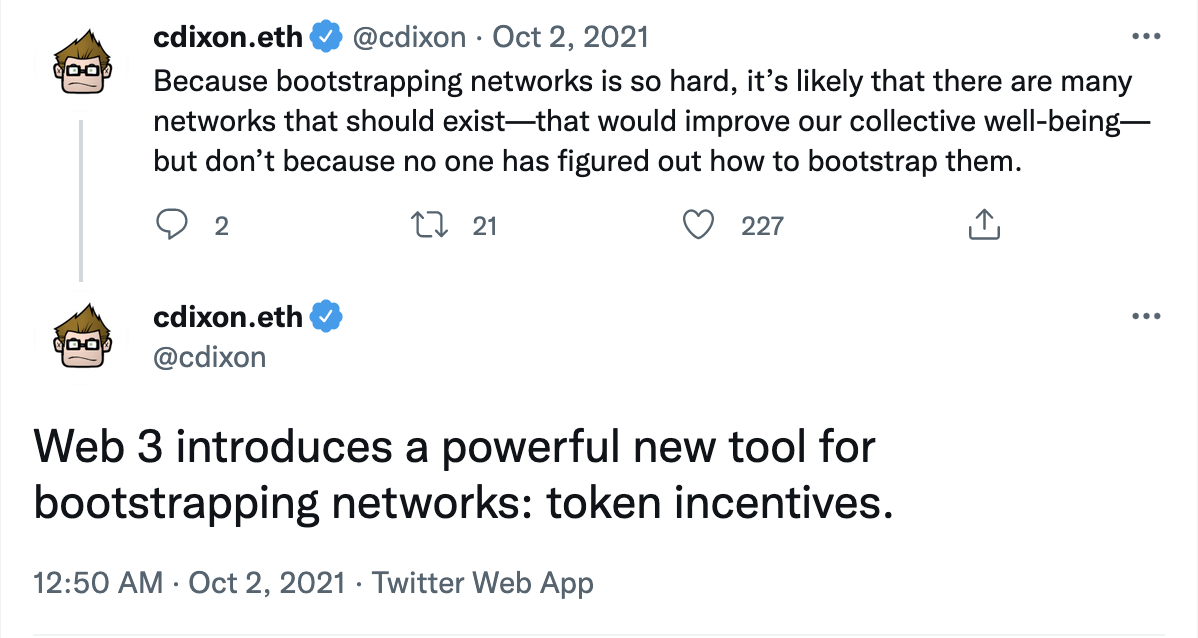 cdixon.eth @cdixon · Oct 2, 2021
Because bootstrapping networks is so hard, it’s likely that there are many
networks that should exist—that would improve our collective well-being—
but don’t because no one has figured out how to bootstrap them.
2 21 227
cdixon.eth
@cdixon
Web 3 introduces a powerful new tool for
bootstrapping networks: token incentives.
12:50 AM · Oct 2, 2021 · Twitter Web App